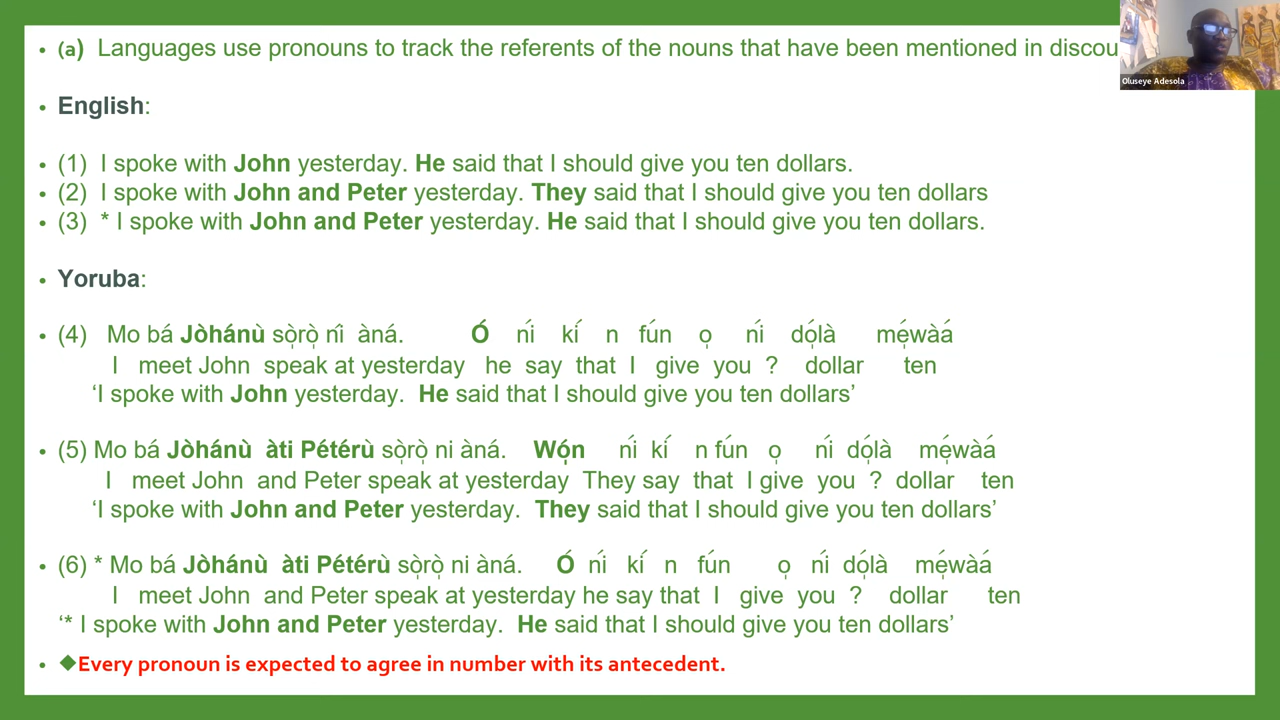 • (a) Languages use pronouns to track the referents of the nouns that have been mentioned in
Oluseye Adesola
• English:
• (1) I spoke with John yesterday. He said that I should give you ten dollars.
• (2) I spoke with John and Peter yesterday. They said that I should give you ten dollars
• (3) * I spoke with John and Peter yesterday. He said that I should give you ten dollars.
• Yoruba:
• (4) Mo bá Jòhánù sọ̀rọ̀ ní àná. Ó ní kí n fún ọ ní dọ́là mẹ́wàá
I meet John speak at yesterday he say that I give you ? dollar ten
‘I spoke with John yesterday. He said that I should give you ten dollars’
• (5) Mo bá Jòhánù àti Pétérù sọ̀rọ̀ ni àná. Wọ́n ní kí n fún ọ ní dọ́là mẹ́wàá
I meet John and Peter speak at yesterday They say that I give you ? dollar ten
‘I spoke with John and Peter yesterday. They said that I should give you ten dollars’
• (6) * Mo bá Jòhánù àti Pétérù sọ̀rọ̀ ni àná. Ó ní kí n fún ọ ní dọ́là mẹ́wàá
I meet John and Peter speak at yesterday he say that I give you ? dollar ten
‘* I spoke with John and Peter yesterday. He said that I should give you ten dollars’
• ◆Every pronoun is expected to agree in number with its antecedent.